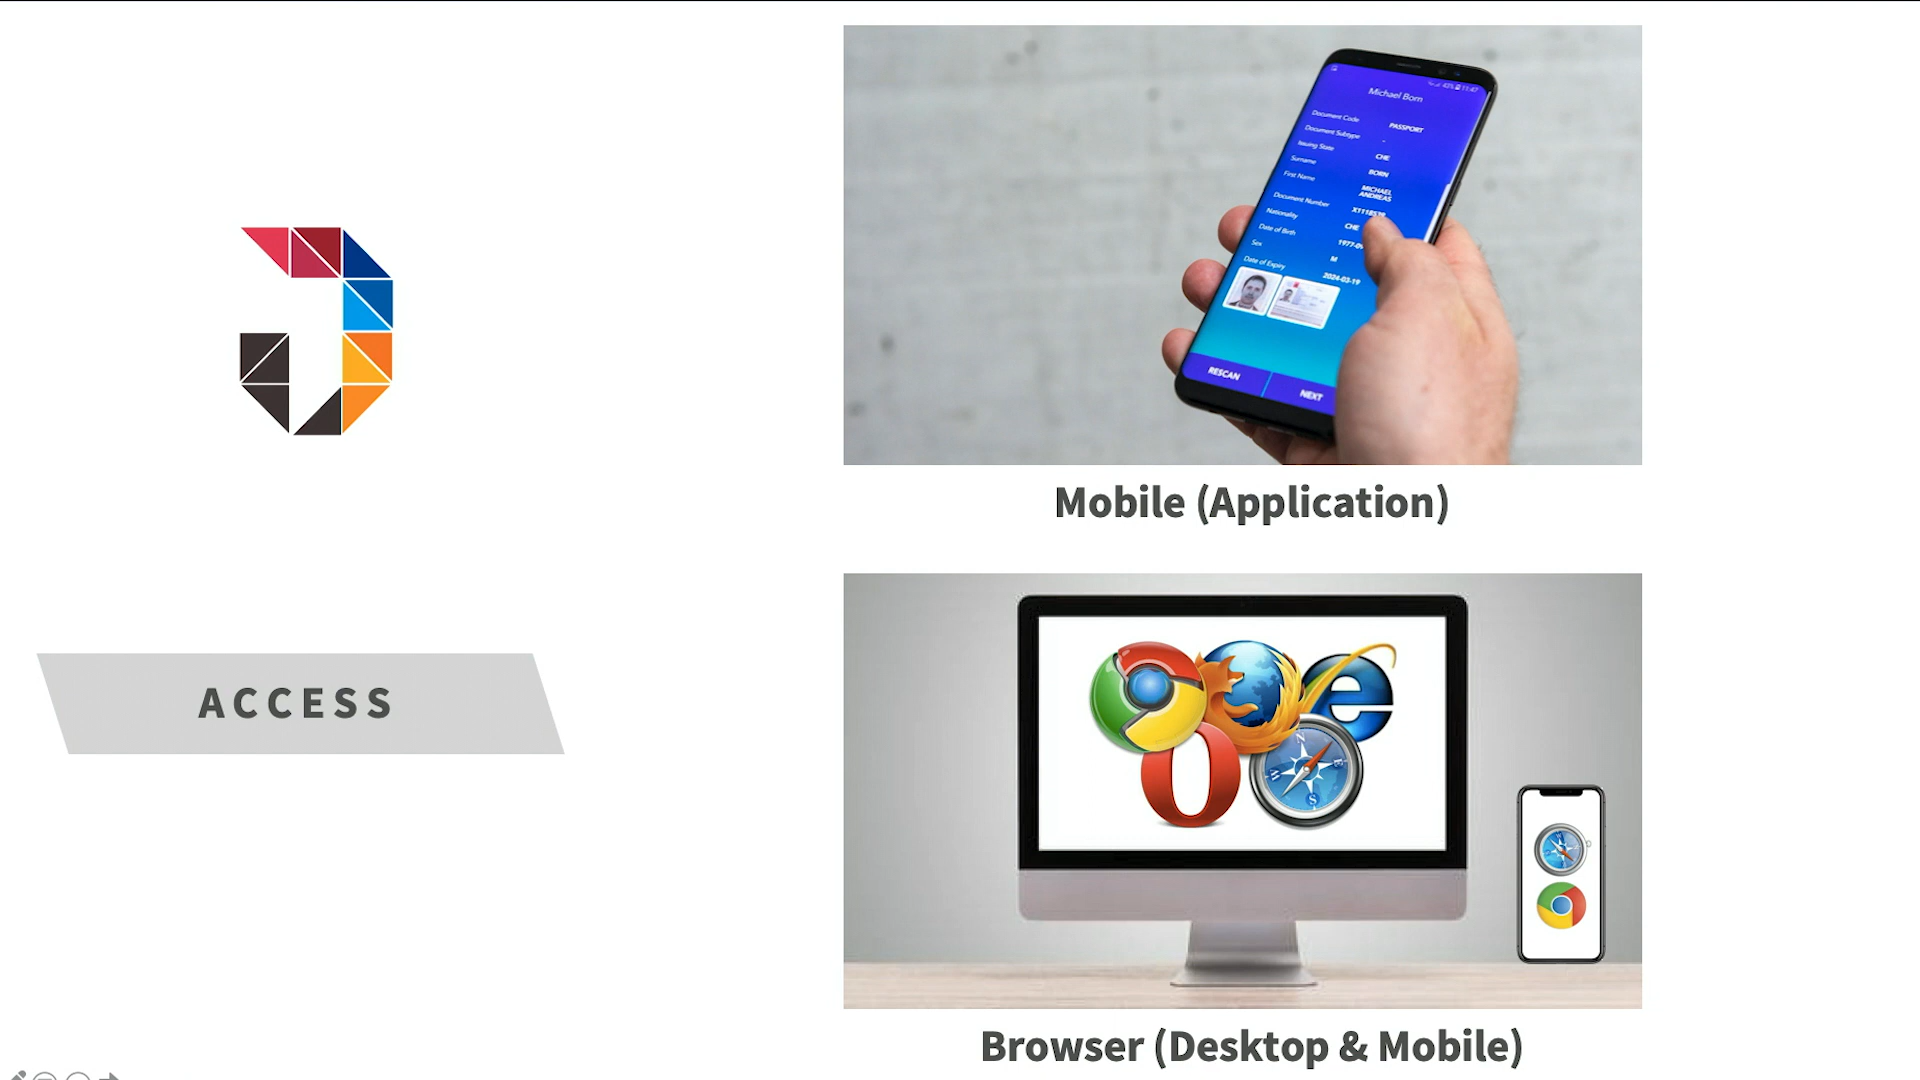 Michael Born
Document Code PASSPORT
Document Subtype -
Issuing State CHE
Surname BORN
First Name MICHAEL
ANDREAS
Document Number
Nationality CHE
Date of Birth
Sex M
Date of Expiry 2024-03-19
RESCAN NEXT
Mobile (Application)
ACCESS
N
W E
S
Browser (Desktop & Mobile)